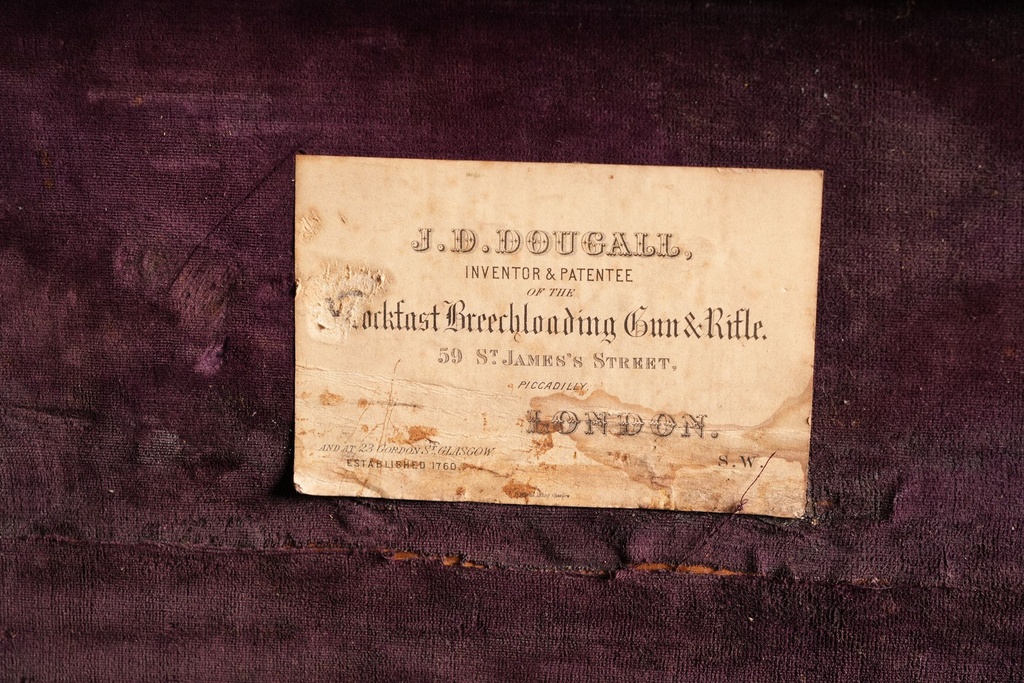 J. D. DOUGALL,
INVENTOR & PATENTEE
OF THE
Lockfast Breechloading Gun & Rifle.
59 ST. JAMES'S STREET,
PICCADILLY,
LONDON.
S. W.
AND AT 23 GORDON ST. GLASGOW
ESTABLISHED 1760.